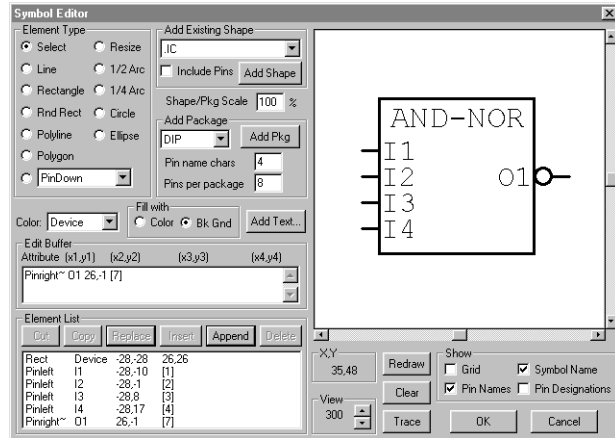 Symbol Editor
Element Type
Select
Resize
Line
1/2 Arc
Rectangle
1/4 Arc
Rnd Rect
Circle
Polyline
Ellipse
Polygon
PinDown
Add Existing Shape
.IC
Include Pins
Add Shape
Shape/Pkg Scale 100 %
Add Package
DIP
Add Pkg
Pin name chars 4
Pins per package 8
Color: Device
Fill with
Color
Bk Gnd
Add Text...
Edit Buffer
Attribute (x1,y1) (x2,y2) (x3,y3) (x4,y4)
Pinright~ O1 26,-1 [7]
Element List
Cut Copy Replace Insert Append Delete
Rect Device -28,-28 26,26
Pinleft I1 -28,-10 [1]
Pinleft I2 -28,-1 [2]
Pinleft I3 -28,8 [3]
Pinleft I4 -28,17 [4]
Pinright~ O1 26,-1 [7]
AND-NOR
I1
I2 O1
I3
I4
X,Y
35,48
View
300
Redraw
Clear
Trace
Show
Grid
Symbol Name
Pin Names
Pin Designations
OK
Cancel